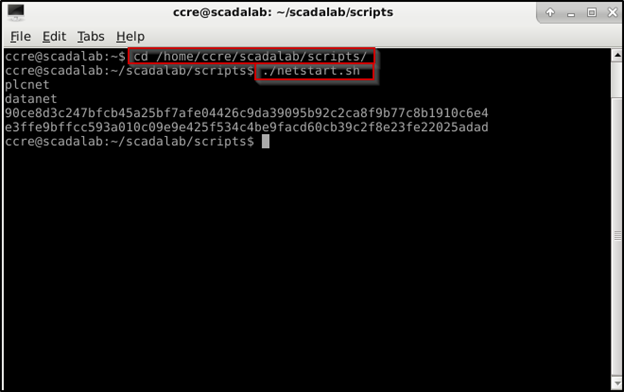 ccre@scadalab: ~/scadalab/scripts
File Edit Tabs Help
ccre@scadalab:~$ cd /home/ccre/scadalab/scripts/
ccre@scadalab:~/scadalab/scripts$ ./netstart.sh
plcnet
datanet
90ce8d3c247bfcb45a25bf7afe04426c9da39095b92c2ca8f9b77c8b1910c6e4
e3ffe9bffcc593a010c09e9e425f534c4be9facd60cb39c2f8e23fe22025adad
ccre@scadalab:~/scadalab/scripts$